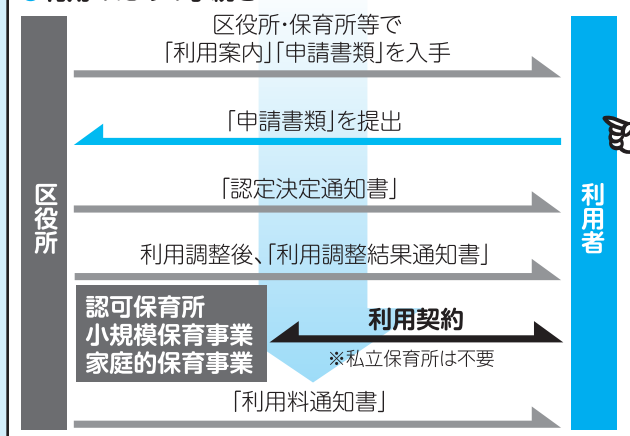 区役所・保育所等で
「利用案内」「申請書類」を入手
「申請書類」を提出
「認定決定通知書」
区役所
利用者
利用調整後、「利用調整結果通知書」
認可保育所
小規模保育事業
家庭的保育事業
利用契約
※私立保育所は不要
「利用料通知書」